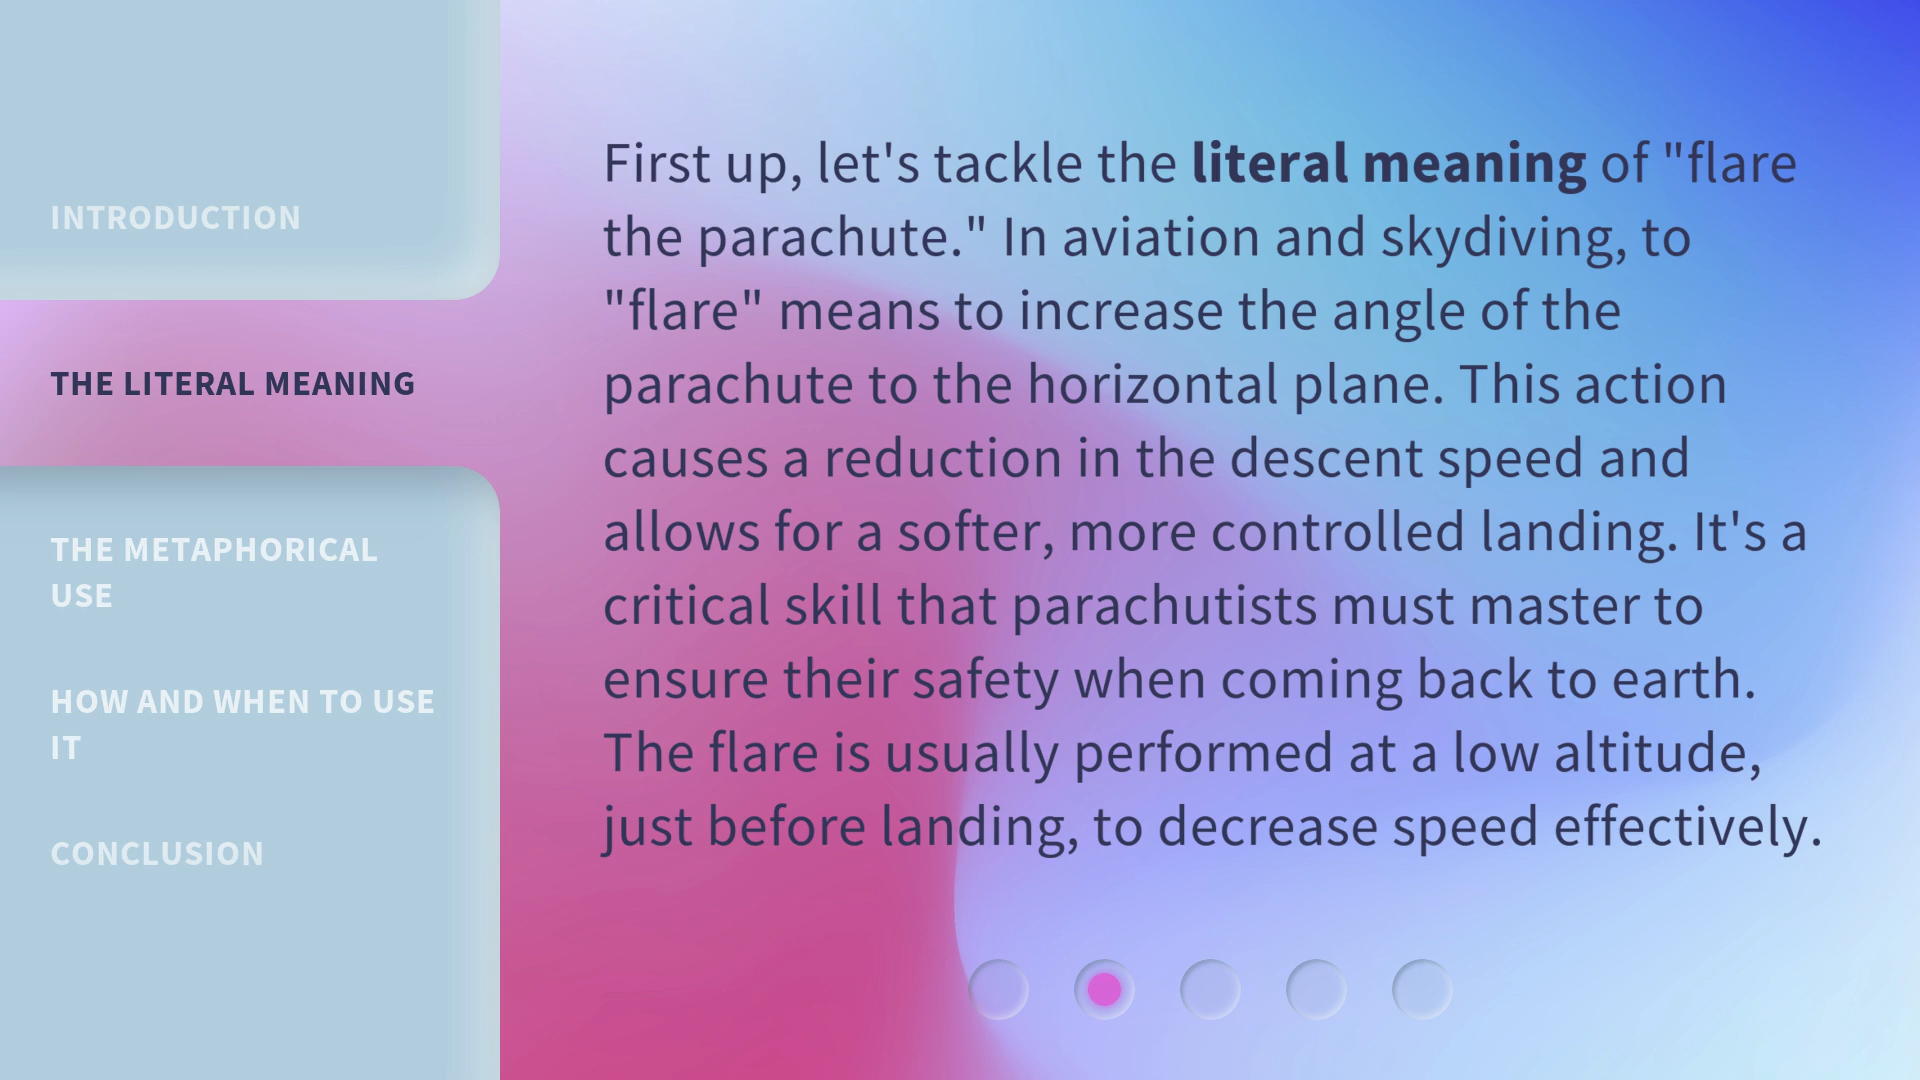 INTRODUCTION
THE LITERAL MEANING
THE METAPHORICAL
USE
HOW AND WHEN TO USE
IT
CONCLUSION
First up, let's tackle the literal meaning of "flare
the parachute." In aviation and skydiving, to
"flare" means to increase the angle of the
parachute to the horizontal plane. This action
causes a reduction in the descent speed and
allows for a softer, more controlled landing. It's a
critical skill that parachutists must master to
ensure their safety when coming back to earth.
The flare is usually performed at a low altitude,
just before landing, to decrease speed effectively.